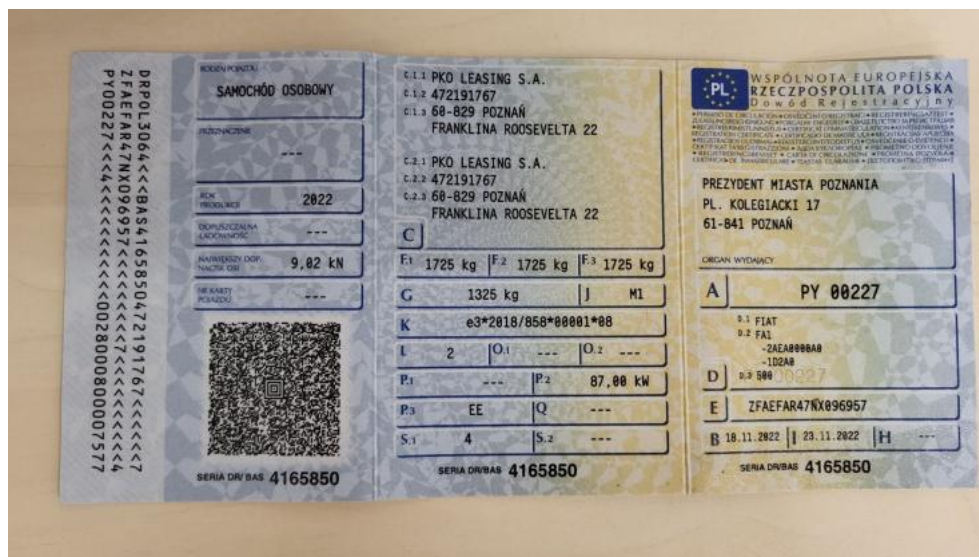 DRPOL3064<<<BAS41658504721917 67<<<<<<7
ZFAEFAR47NX096957<<<<<<<7<<<7<<<<<<<4
PY00227<<<4<<<<<<<<<<<0028000800007577
RODZAJ POJAZDU
SAMOCHÓD OSOBOWY
PRZEZNACZENIE
---
ROK PRODUKCJI 2022
DOPUSZCZALNA ŁADOWNOŚĆ ---
NAJWIĘKSZY DOP. NACISK OSI 9,02 kN
NR KARTY POJAZDU ---
SERIA DR/BAS 4165850
C.1.1 PKO LEASING S.A.
C.1.2 472191767
C.1.3 60-829 POZNAŃ
FRANKLINA ROOSEVELTA 22
C.2.1 PKO LEASING S.A.
C.2.2 472191767
C.2.3 60-829 POZNAŃ
FRANKLINA ROOSEVELTA 22
C
F.1 1725 kg F.2 1725 kg F.3 1725 kg
G 1325 kg J M1
K e3*2018/858*00001*08
L 2 O.1 --- O.2 ---
P.1 --- P.2 87,00 kW
P.3 EE Q ---
S.1 4 S.2 ---
SERIA DR/BAS 4165850
PL
WSPÓLNOTA EUROPEJSKA
RZECZPOSPOLITA POLSKA
Dowód Rejestracyjny
PREZYDENT MIASTA POZNANIA
PL. KOLEGIACKI 17
61-841 POZNAŃ
ORGAN WYDAJĄCY
A PY 00227
D.1 FIAT
D.2 FA1
-2AEA0000A0
-1D2A0
D D.3 500
E ZFAEFAR47NX096957
B 18.11.2022 I 23.11.2022 H ---
SERIA DR/BAS 4165850